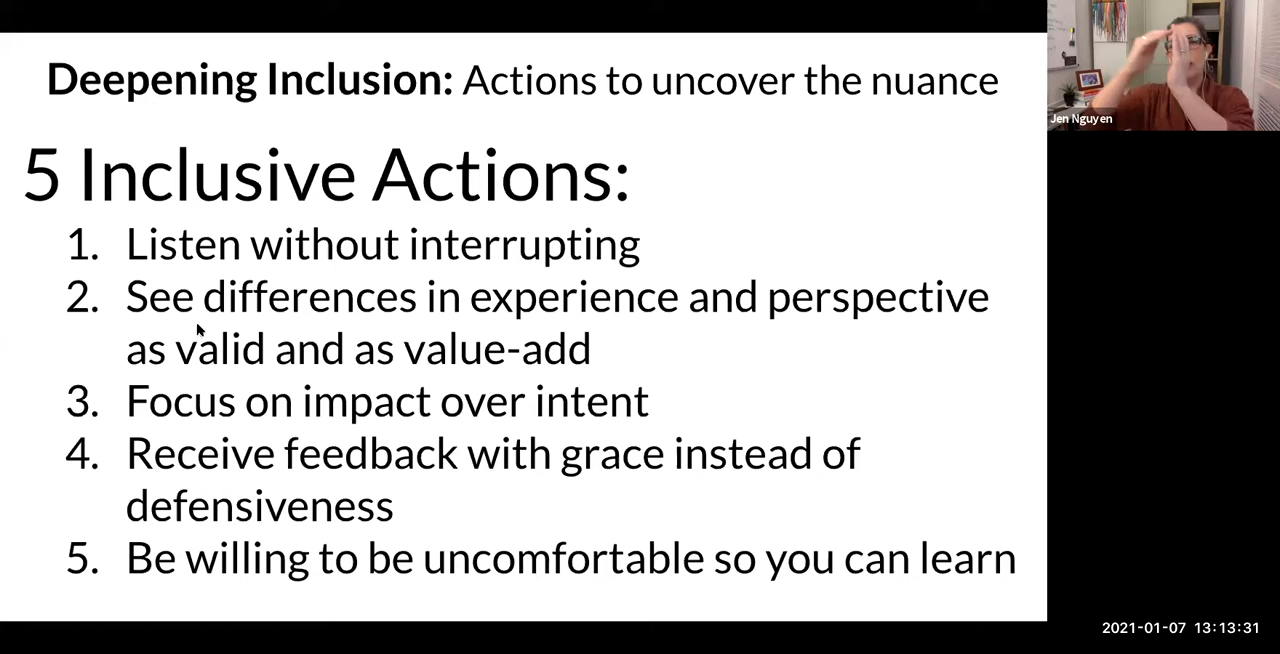 Deepening Inclusion: Actions to uncover the nuance
Jen Nguyen
5 Inclusive Actions:
1. Listen without interrupting
2. See differences in experience and perspective
as valid and as value-add
3. Focus on impact over intent
4. Receive feedback with grace instead of
defensiveness
5. Be willing to be uncomfortable so you can learn
2021-01-07 13:13:31